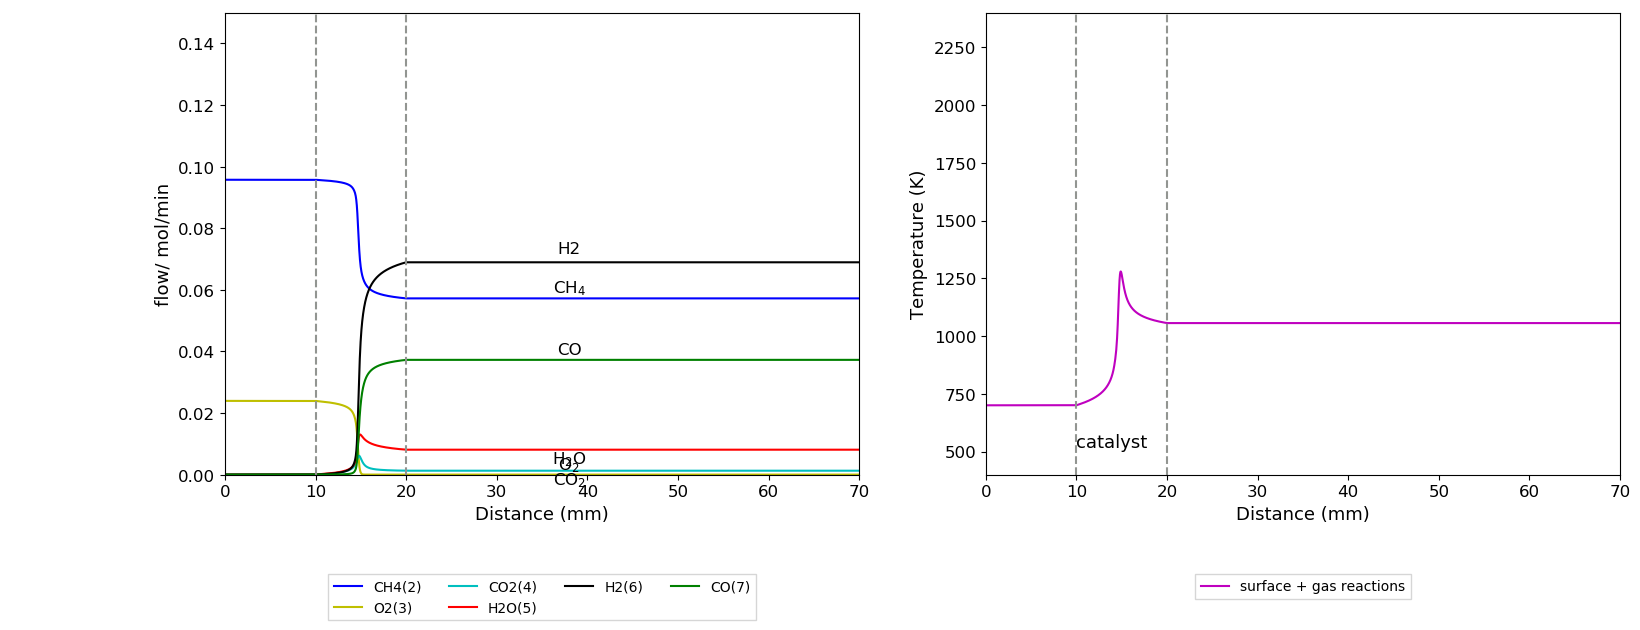 0.14
0.12
0.10
0.08
0.06
0.04
0.02
0.00
flow/ mol/min
H2
CH₄
CO
H₂O
O₂
CO₂
0 10 20 30 40 50 60 70
Distance (mm)
CH4(2) CO2(4) H2(6) CO(7)
O2(3) H2O(5)
2250
2000
1750
1500
1250
1000
750
500
Temperature (K)
catalyst
0 10 20 30 40 50 60 70
Distance (mm)
surface + gas reactions